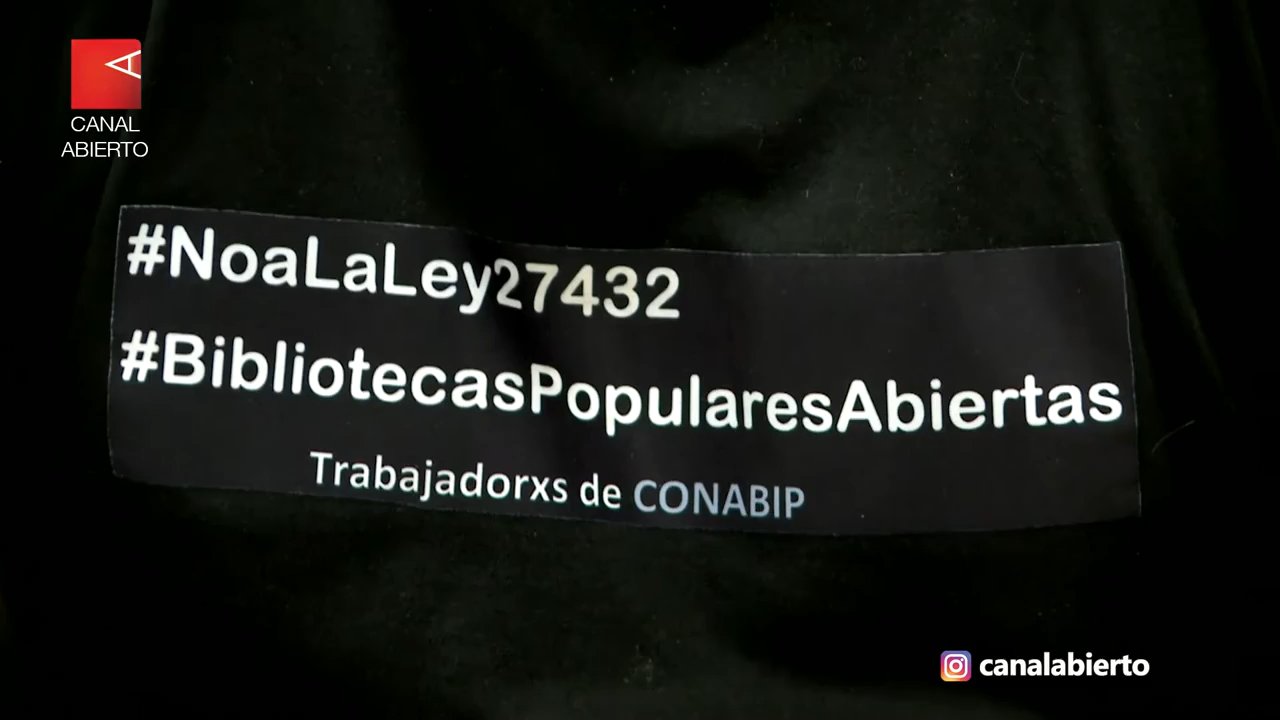 CANAL
ABIERTO
#NoaLaLey27432
#BibliotecasPopularesAbiertas
Trabajadorxs de CONABIP
canalabierto